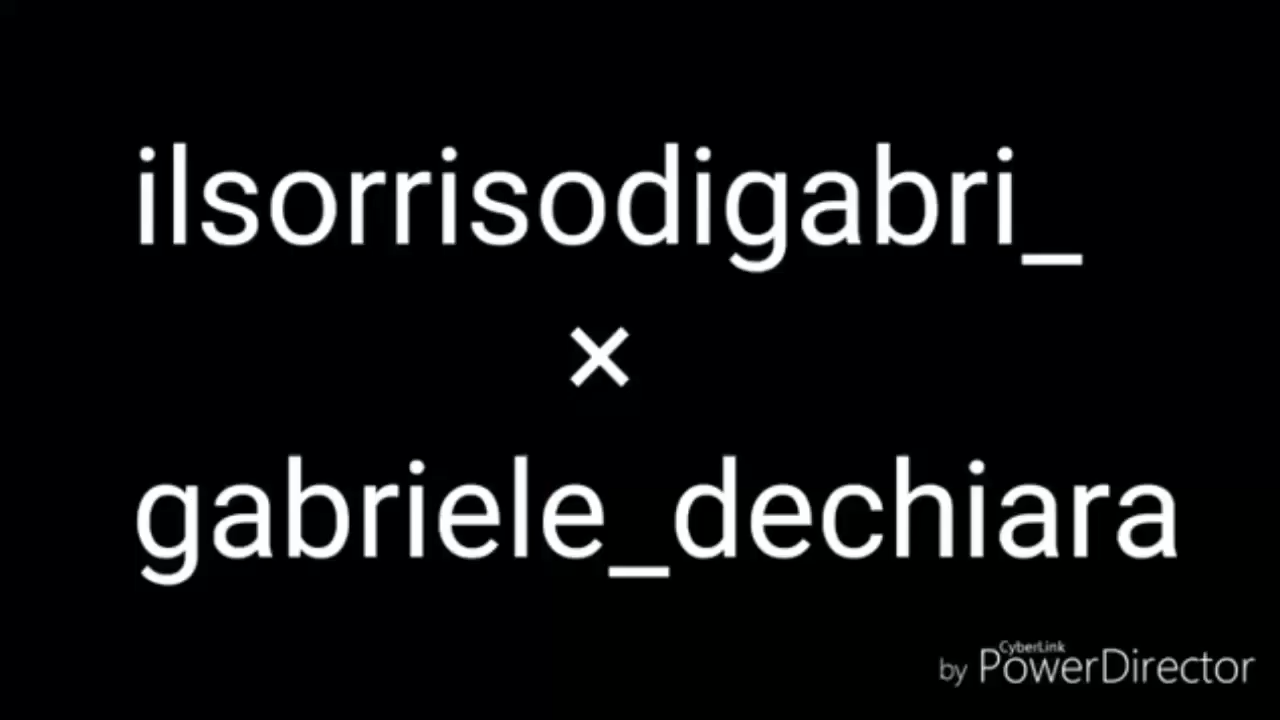 ilsorrisodigabri_
×
gabriele_dechiara
CyberLink
by PowerDirector